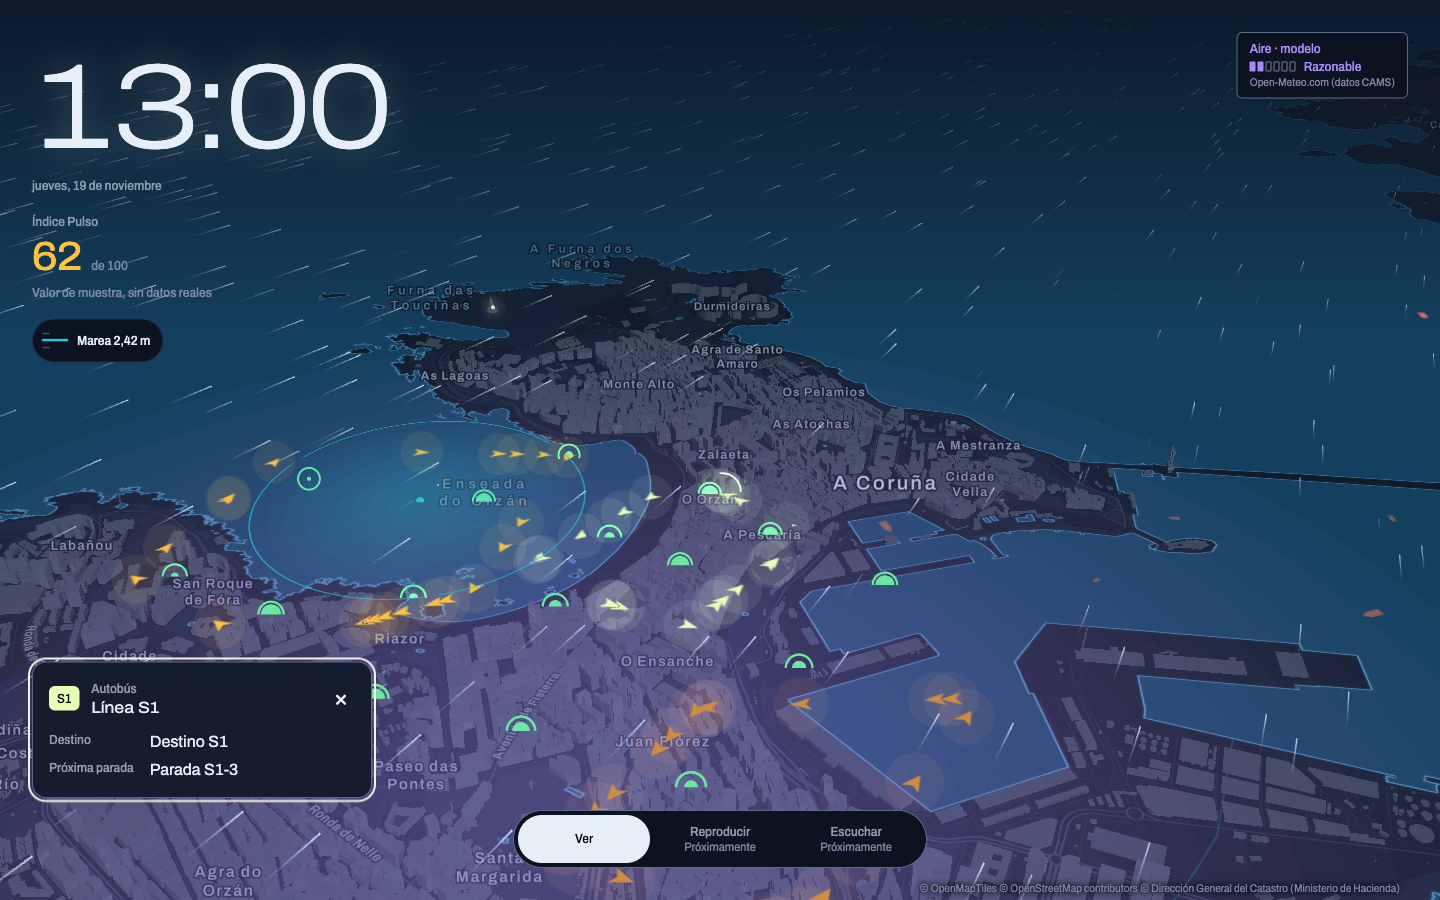 13:00
jueves, 19 de noviembre
Índice Pulso
62 de 100
Valor de muestra, sin datos reales
Marea 2,42 m
Aire · modelo
Razonable
Open-Meteo.com (datos CAMS)
A Furna dos
Negros
Furna das
Touciñas
Durmideiras
Agra de Santo
Amaro
As Lagoas
Monte Alto
Os Pelamios
As Atochas
A Mestranza
Zalaeta
A Coruña
Cidade
Vella
Enseada
do Orzán
O Orzán
A Pescaría
Labañou
San Roque
de Fóra
Riazor
O Ensanche
Cidade
S1
Autobús
Línea S1
Destino
Destino S1
Próxima parada
Parada S1-3
Juan Flórez
Paseo das
Pontes
Ronda de Nelle
Agra do
Orzán
Santa
Margarida
Ver
Reproducir
Próximamente
Escuchar
Próximamente
© OpenMapTiles © OpenStreetMap contributors © Dirección General del Catastro (Ministerio de Hacienda)